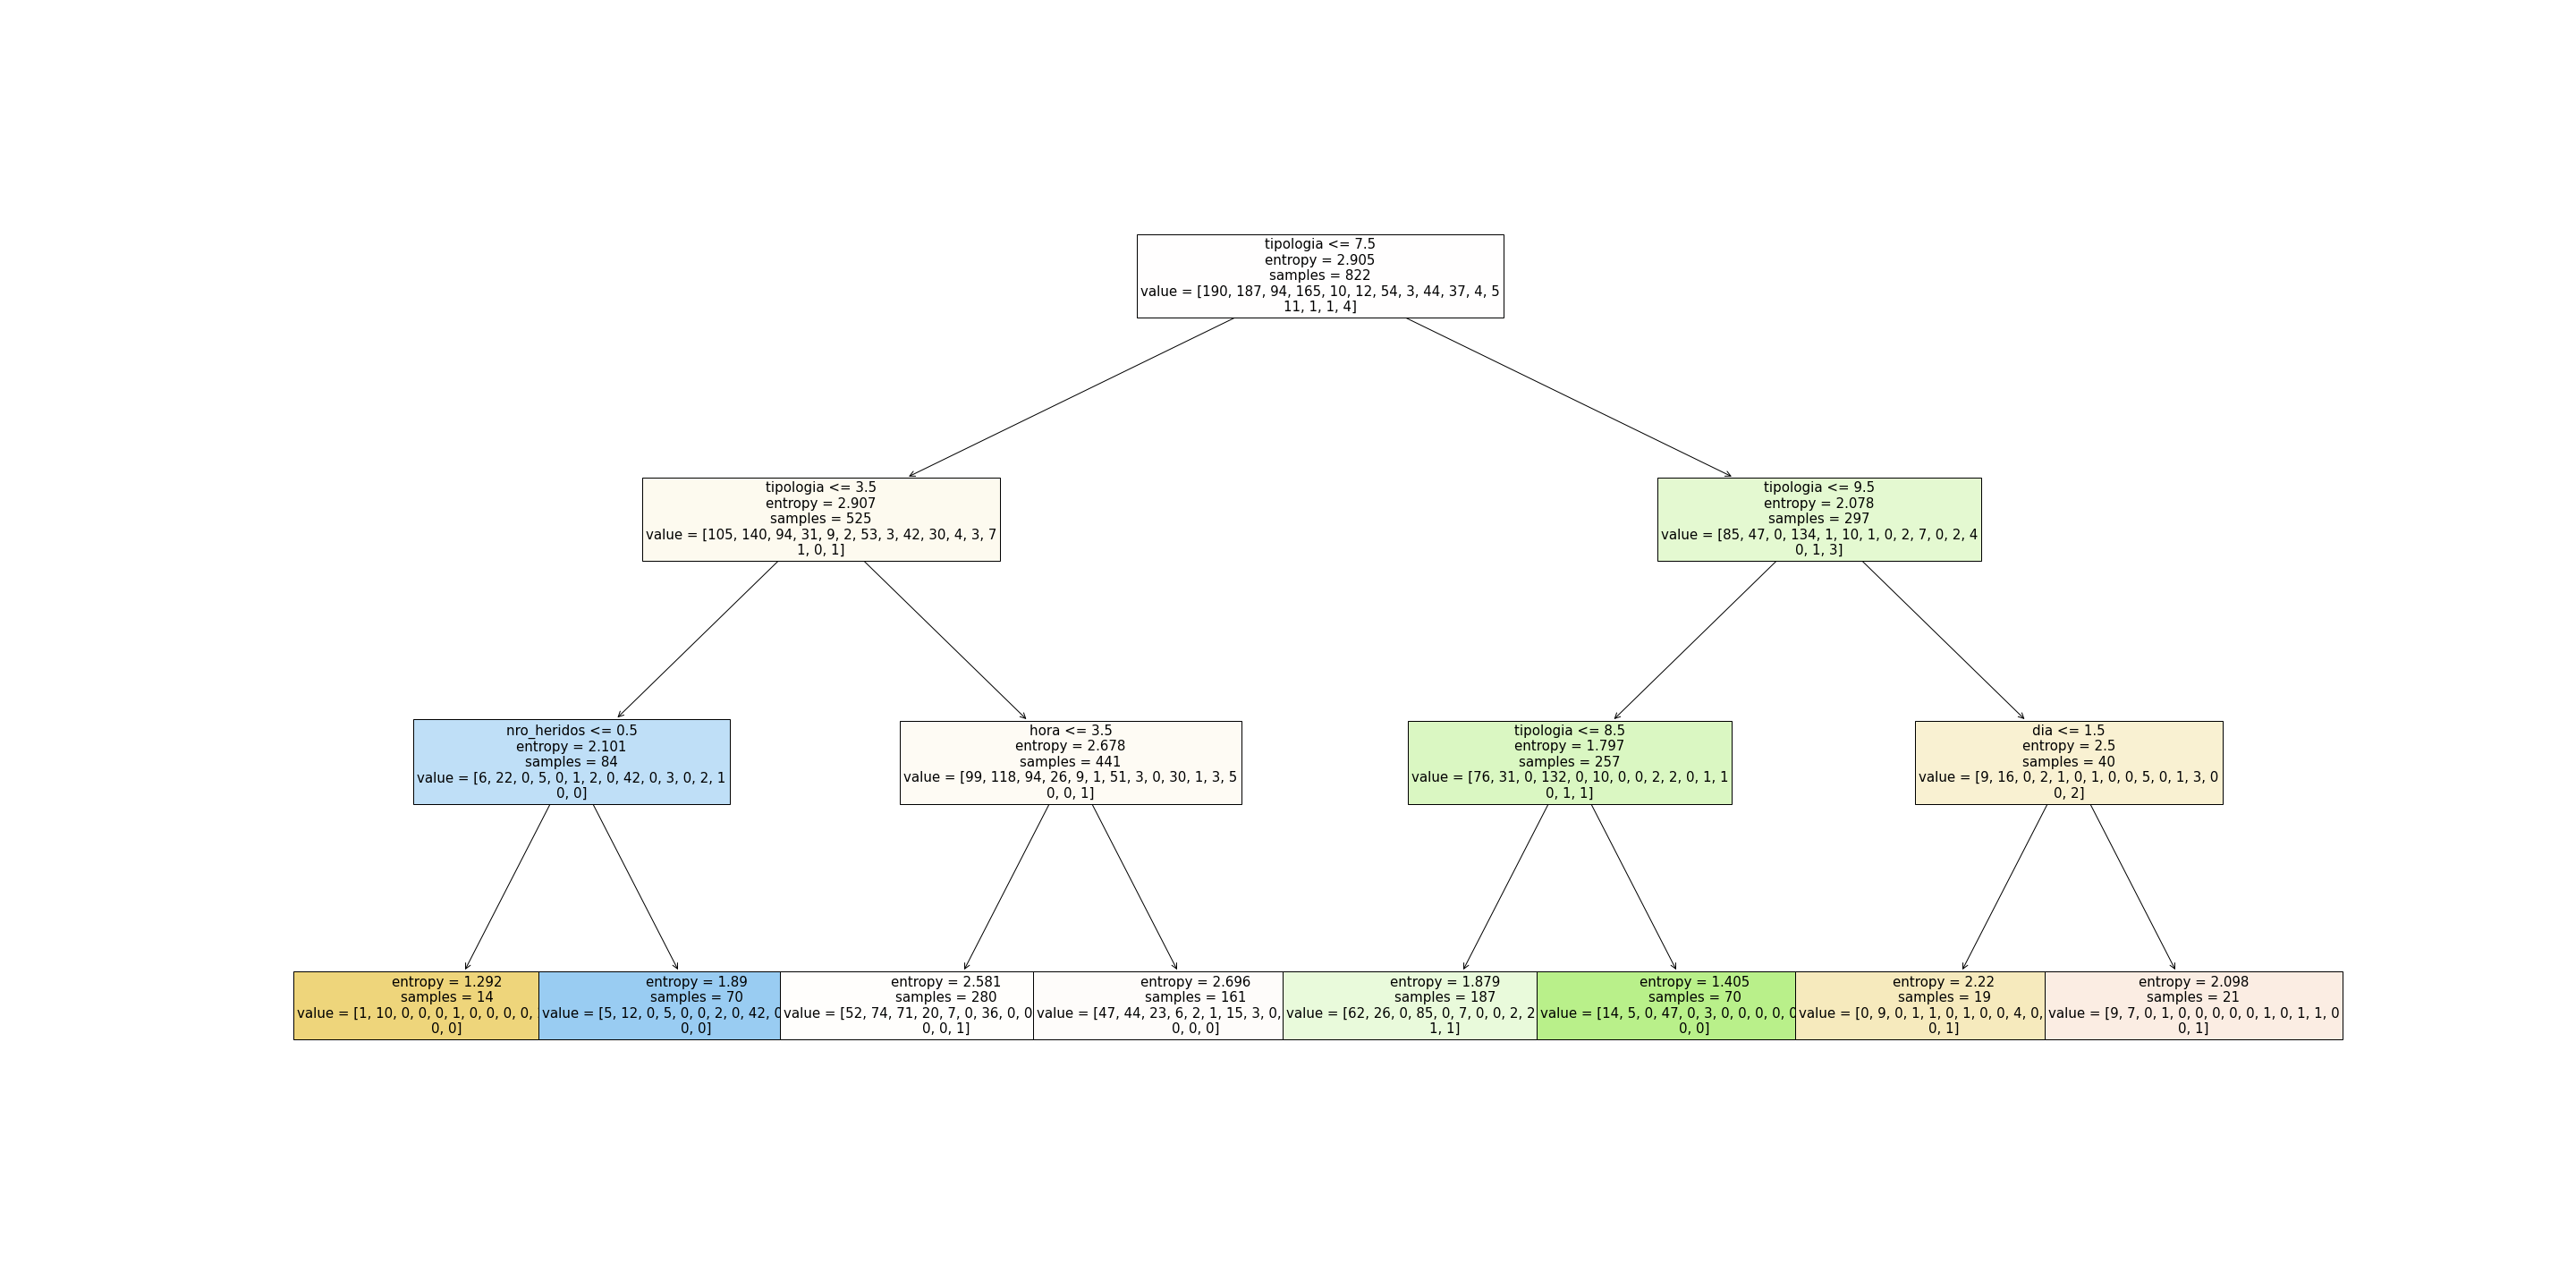 tipologia <= 7.5
entropy = 2.905
samples = 822
value = [190, 187, 94, 165, 10, 12, 54, 3, 44, 37, 4, 5
11, 1, 1, 4]
tipologia <= 3.5
entropy = 2.907
samples = 525
value = [105, 140, 94, 31, 9, 2, 53, 3, 42, 30, 4, 3, 7
1, 0, 1]
tipologia <= 9.5
entropy = 2.078
samples = 297
value = [85, 47, 0, 134, 1, 10, 1, 0, 2, 7, 0, 2, 4
0, 1, 3]
nro_heridos <= 0.5
entropy = 2.101
samples = 84
value = [6, 22, 0, 5, 0, 1, 2, 0, 42, 0, 3, 0, 2, 1
0, 0]
hora <= 3.5
entropy = 2.678
samples = 441
value = [99, 118, 94, 26, 9, 1, 51, 3, 0, 30, 1, 3, 5
0, 0, 1]
tipologia <= 8.5
entropy = 1.797
samples = 257
value = [76, 31, 0, 132, 0, 10, 0, 0, 2, 2, 0, 1, 1
0, 1, 1]
dia <= 1.5
entropy = 2.5
samples = 40
value = [9, 16, 0, 2, 1, 0, 1, 0, 0, 5, 0, 1, 3, 0
0, 2]
entropy = 1.292
samples = 14
value = [1, 10, 0, 0, 0, 1, 0, 0, 0, 0,
0, 0]
entropy = 1.89
samples = 70
value = [5, 12, 0, 5, 0, 0, 2, 0, 42, 0
0, 0]
entropy = 2.581
samples = 280
value = [52, 74, 71, 20, 7, 0, 36, 0, 0
0, 0, 1]
entropy = 2.696
samples = 161
value = [47, 44, 23, 6, 2, 1, 15, 3, 0,
0, 0, 0]
entropy = 1.879
samples = 187
value = [62, 26, 0, 85, 0, 7, 0, 0, 2, 2
1, 1]
entropy = 1.405
samples = 70
value = [14, 5, 0, 47, 0, 3, 0, 0, 0, 0, 0
0, 0]
entropy = 2.22
samples = 19
value = [0, 9, 0, 1, 1, 0, 1, 0, 0, 4, 0,
0, 1]
entropy = 2.098
samples = 21
value = [9, 7, 0, 1, 0, 0, 0, 0, 0, 1, 0, 1, 1, 0
0, 1]